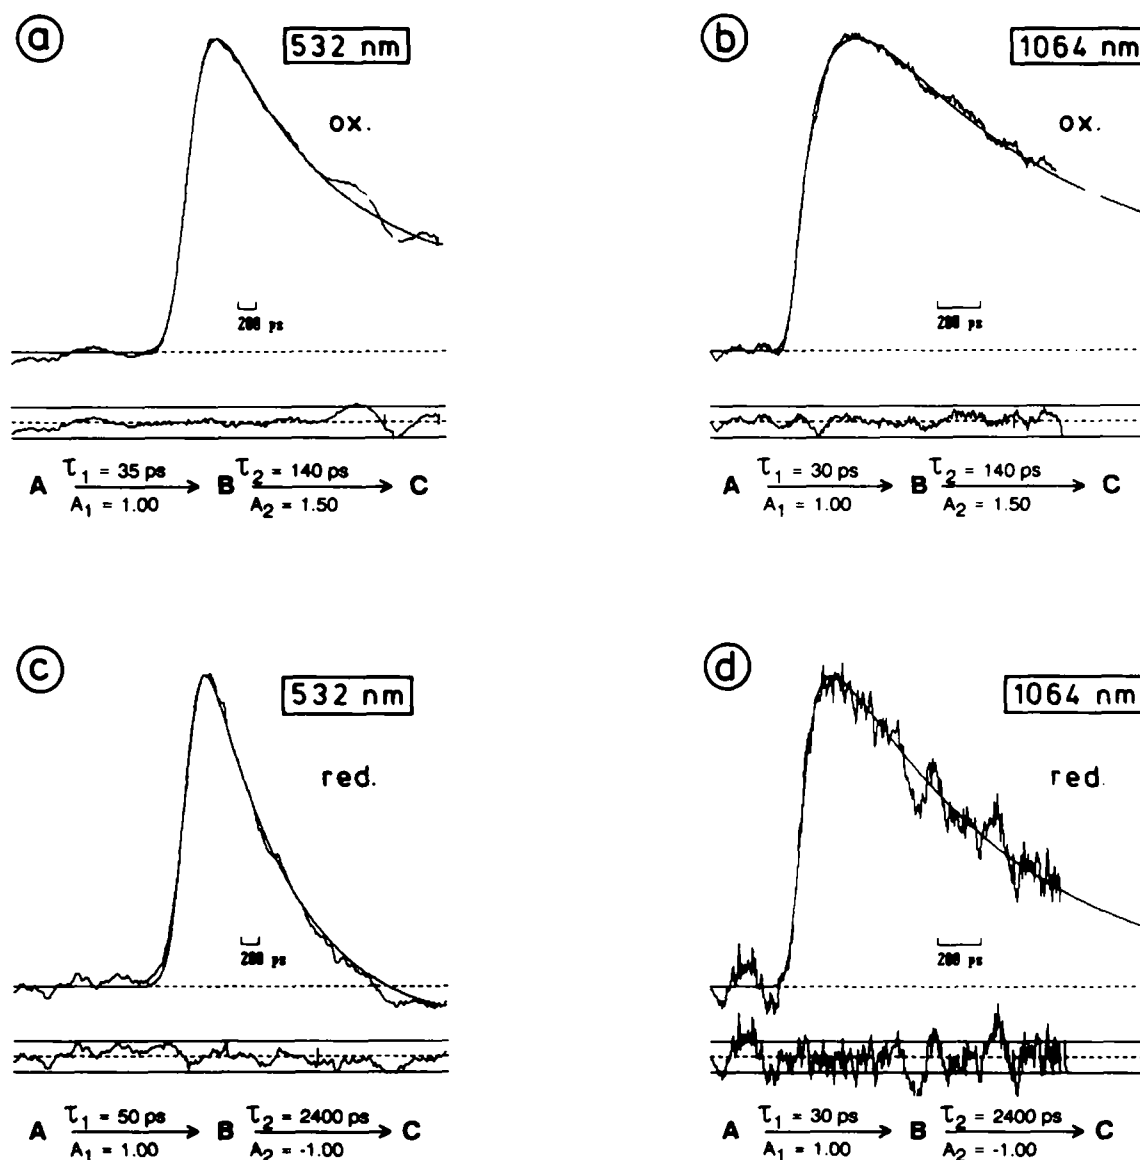 a
532 nm
ox.
200 ps
A τ1 = 35 ps B τ2 = 140 ps C
A1 = 1.00 A2 = 1.50
b
1064 nm
ox.
200 ps
A τ1 = 30 ps B τ2 = 140 ps C
A1 = 1.00 A2 = 1.50
c
532 nm
red.
200 ps
A τ1 = 50 ps B τ2 = 2400 ps C
A1 = 1.00 A2 = -1.00
d
1064 nm
red.
200 ps
A τ1 = 30 ps B τ2 = 2400 ps C
A1 = 1.00 A2 = -1.00